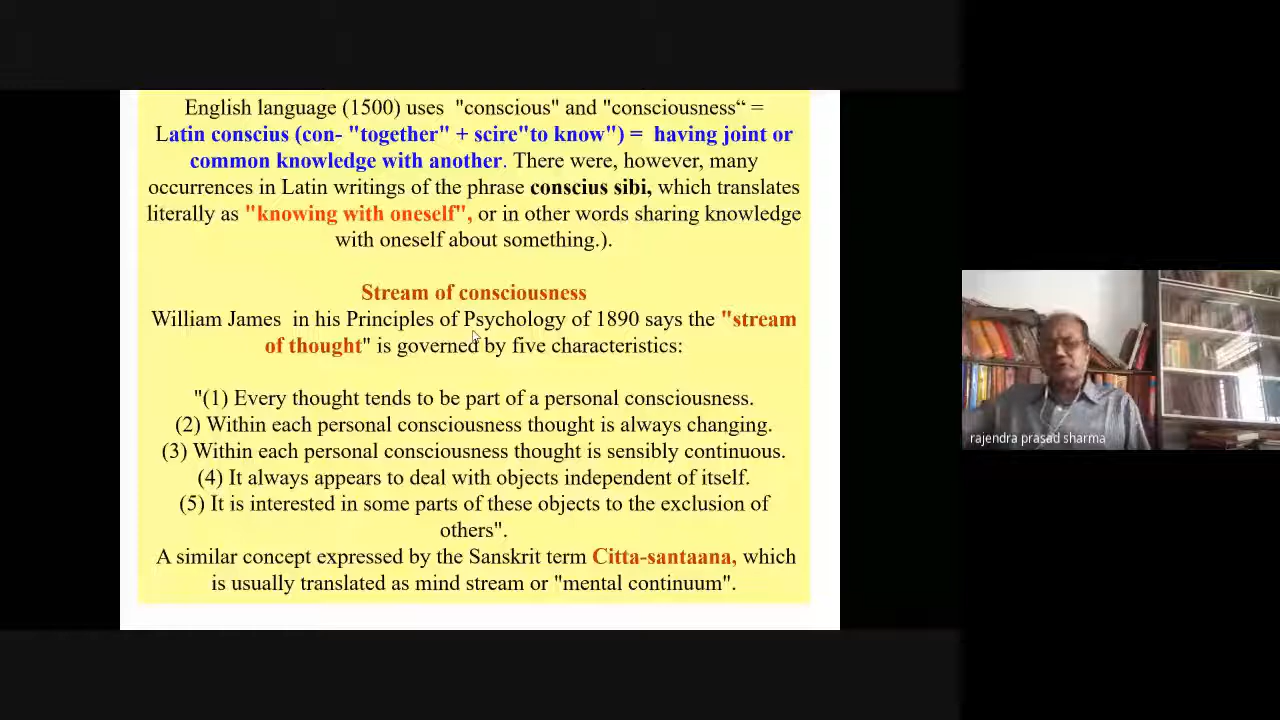 English language (1500) uses "conscious" and "consciousness“ =
Latin conscius (con- "together" + scire"to know") = having joint or
common knowledge with another. There were, however, many
occurrences in Latin writings of the phrase conscius sibi, which translates
literally as "knowing with oneself", or in other words sharing knowledge
with oneself about something.).
Stream of consciousness
William James in his Principles of Psychology of 1890 says the "stream
of thought" is governed by five characteristics:
"(1) Every thought tends to be part of a personal consciousness.
(2) Within each personal consciousness thought is always changing.
(3) Within each personal consciousness thought is sensibly continuous.
(4) It always appears to deal with objects independent of itself.
(5) It is interested in some parts of these objects to the exclusion of
others".
A similar concept expressed by the Sanskrit term Citta-santaana, which
is usually translated as mind stream or "mental continuum".
rajendra prasad sharma